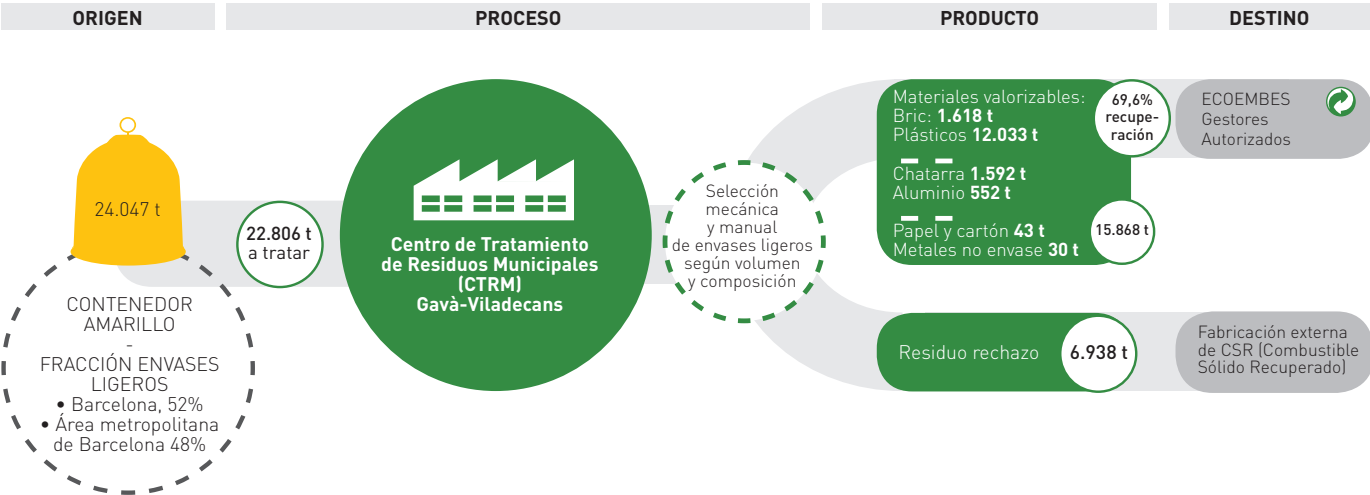 ORIGEN
PROCESO
PRODUCTO
DESTINO
24.047 t
CONTENEDOR
AMARILLO
-
FRACCIÓN ENVASES
LIGEROS
• Barcelona, 52%
• Área metropolitana
de Barcelona 48%
22.806 t
a tratar
Centro de Tratamiento
de Residuos Municipales
(CTRM)
Gavà-Viladecans
Selección
mecánica
y manual
de envases ligeros
según volumen
y composición
Materiales valorizables:
Bric: 1.618 t
Plásticos 12.033 t
Chatarra 1.592 t
Aluminio 552 t
Papel y cartón 43 t
Metales no envase 30 t
69,6%
recupe-
ración
15.868 t
ECOEMBES
Gestores
Autorizados
Residuo rechazo
6.938 t
Fabricación externa
de CSR (Combustible
Sólido Recuperado)